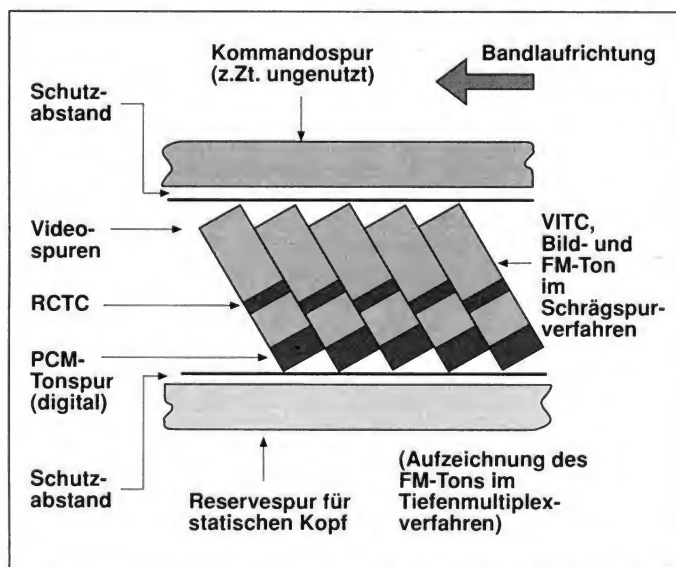 Kommandospur
(z.Zt. ungenutzt)
Bandlaufrichtung
Schutz-
abstand
Video-
spuren
RCTC
PCM-
Tonspur
(digital)
Schutz-
abstand
VITC,
Bild- und
FM-Ton
im
Schrägspur-
verfahren
Reservespur für
statischen Kopf
(Aufzeichnung des
FM-Tons im
Tiefenmultiplex-
verfahren)